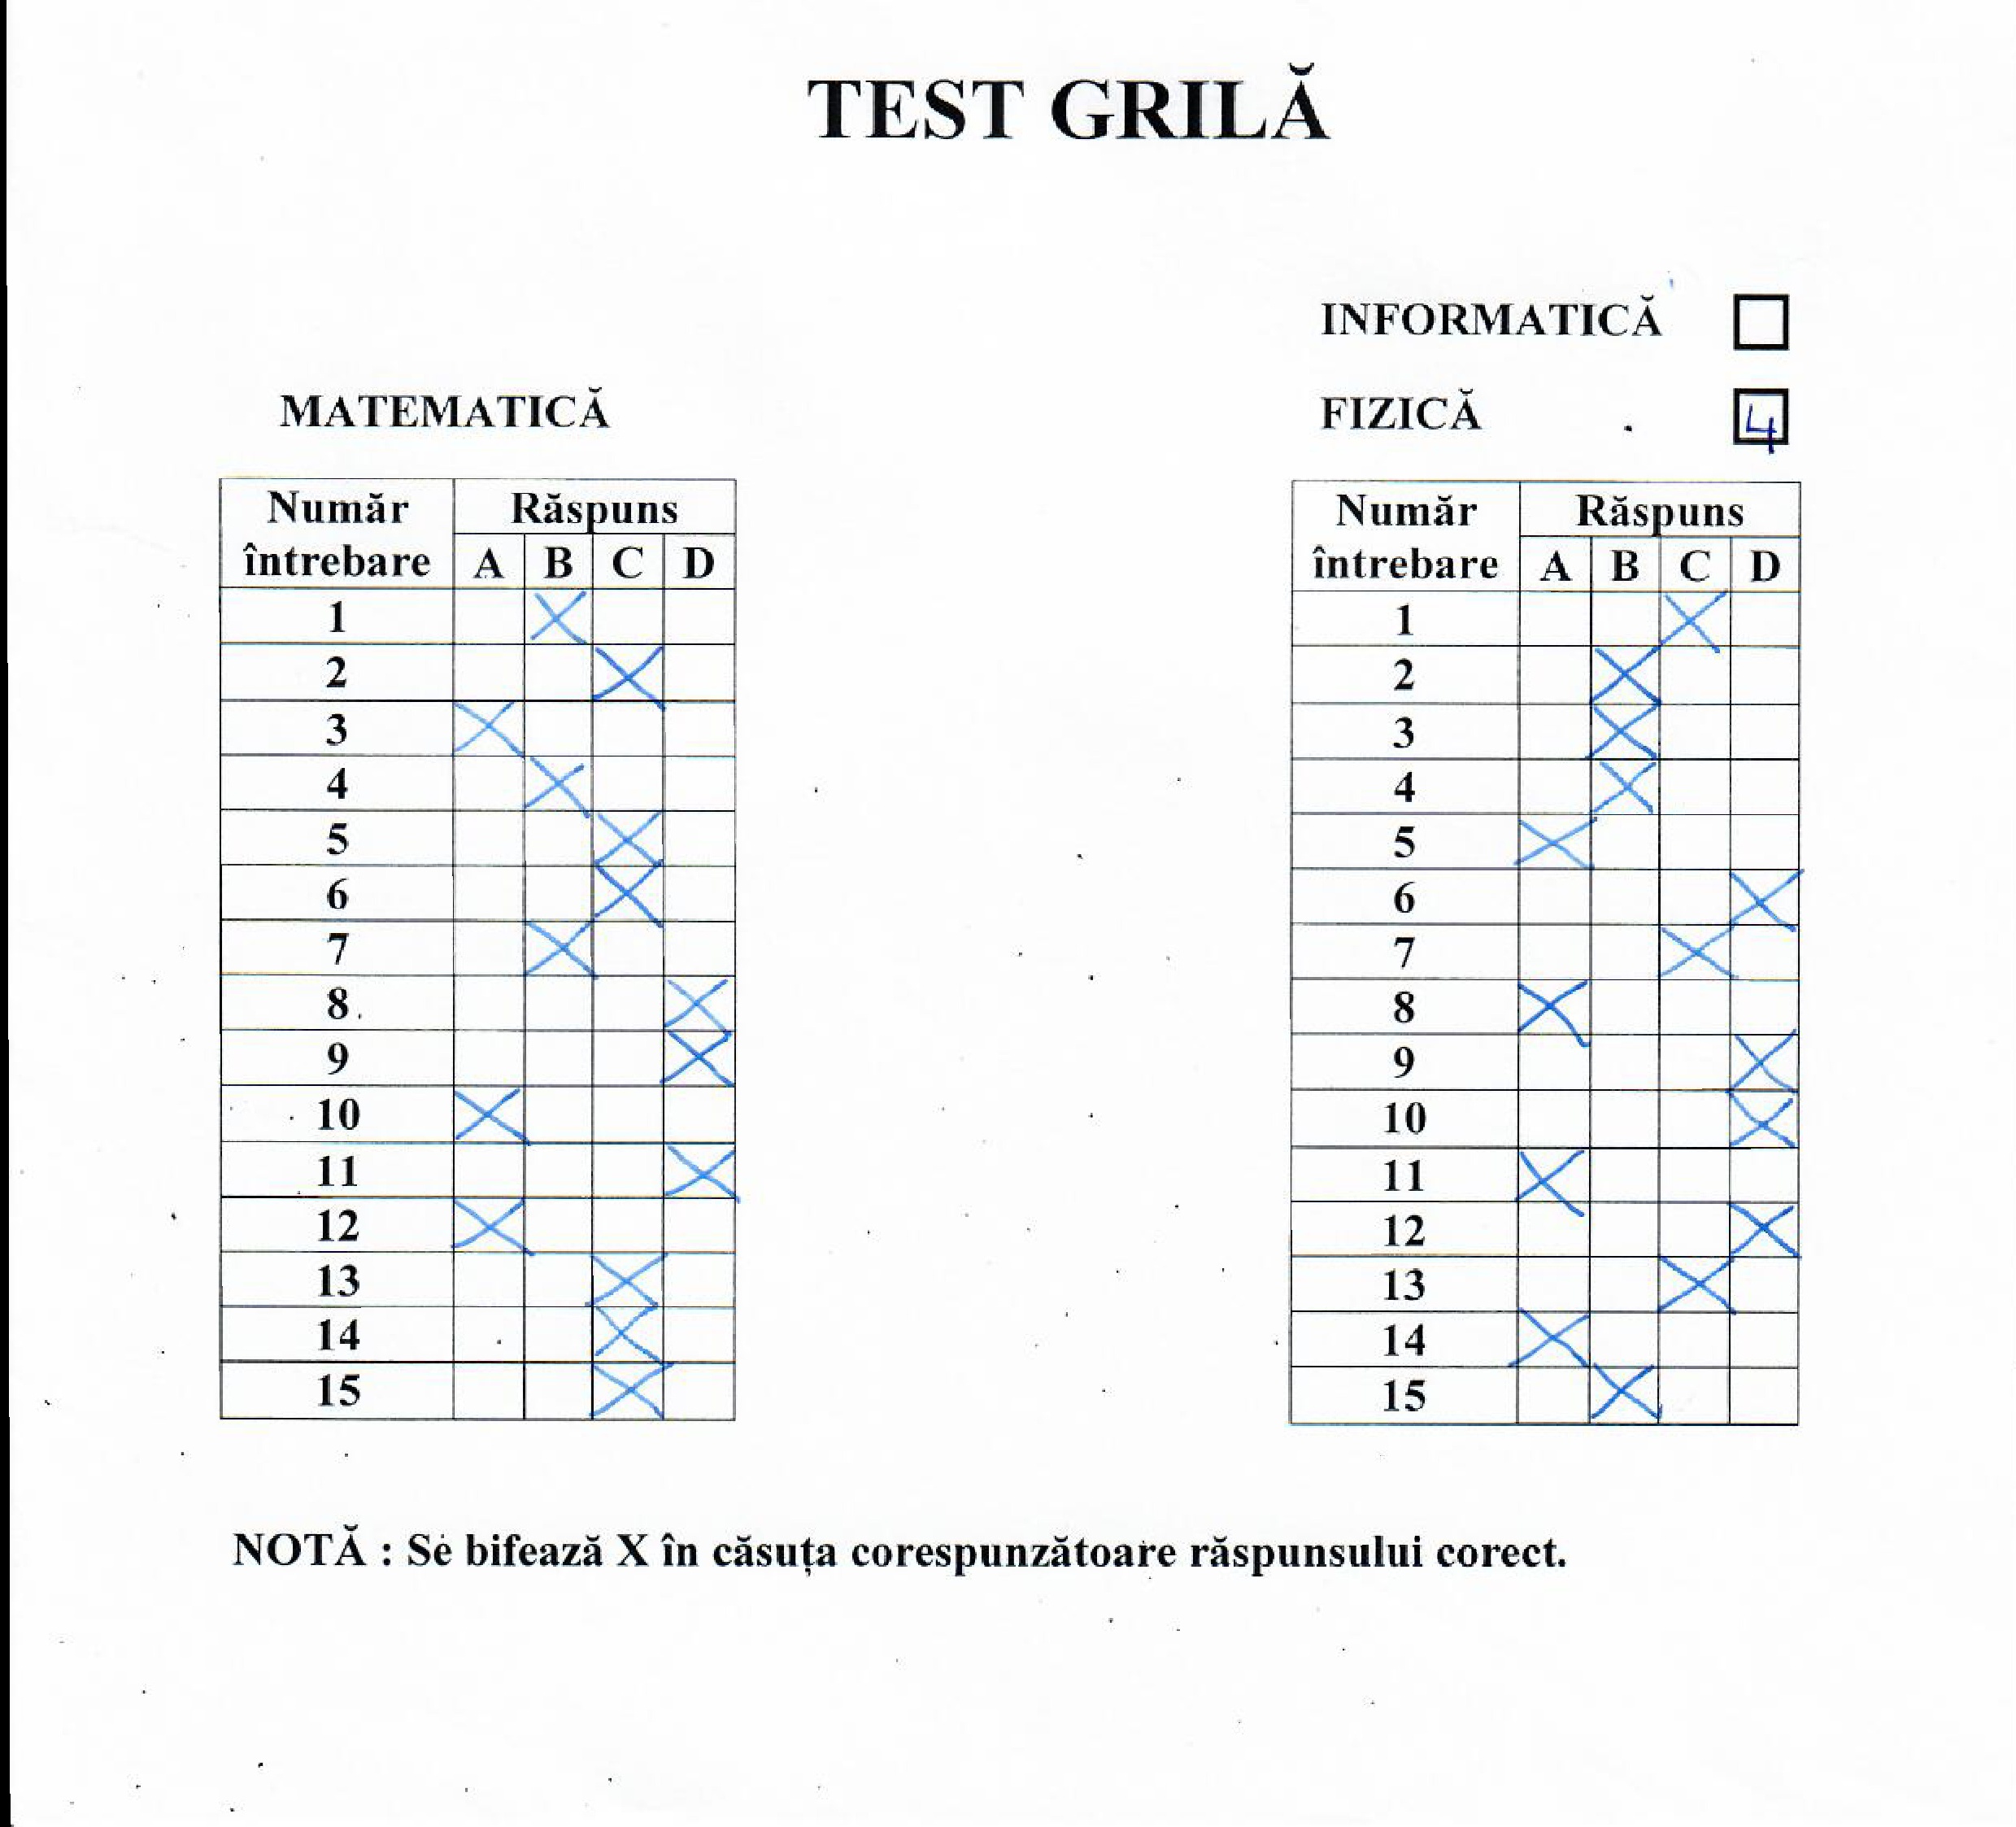 TEST GRILĂ
INFORMATICĂ
MATEMATICĂ
FIZICĂ 4
Număr întrebare Răspuns
A B C D
1 X
2 X
3 X
4 X
5 X
6 X
7 X
8 X
9 X
10 X
11 X
12 X
13 X
14 X
15 X
Număr întrebare Răspuns
A B C D
1 X
2 X
3 X
4 X
5 X
6 X
7 X
8 X
9 X
10 X
11 X
12 X
13 X
14 X
15 X
NOTĂ : Se bifează X în căsuța corespunzătoare răspunsului corect.